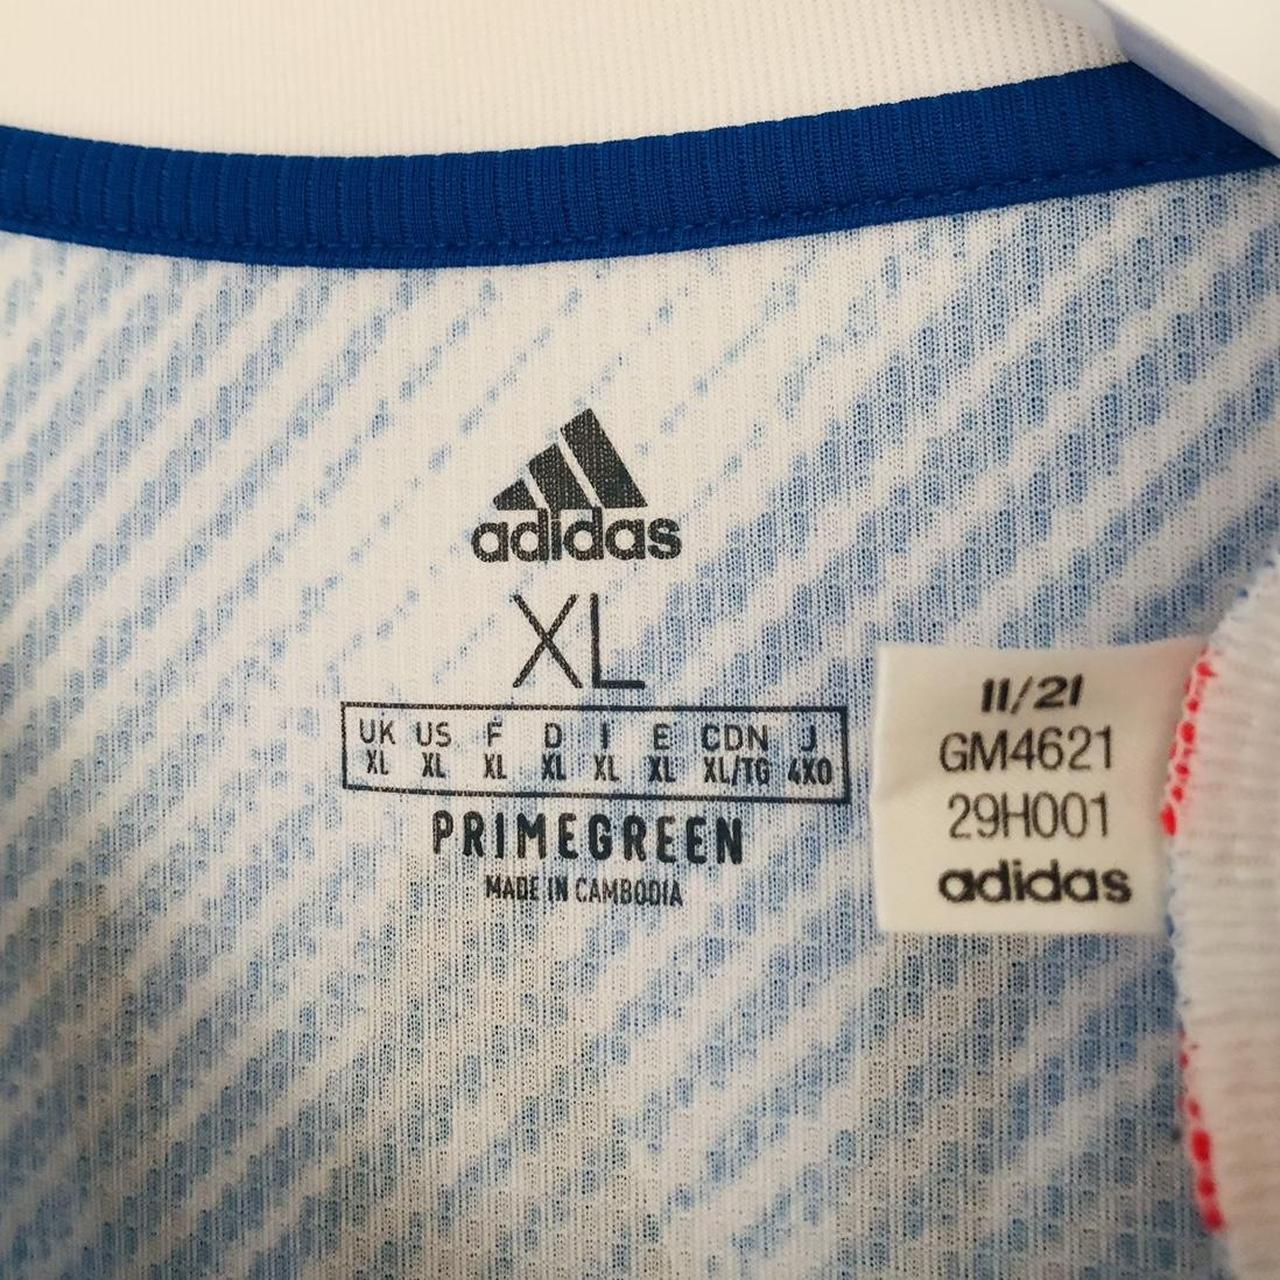 adidas
XL
UK US F D I E CDN J
XL XL XL XL XL XL XL/TG 4XO
PRIMEGREEN
MADE IN CAMBODIA
11/21
GM4621
29H001
adidas